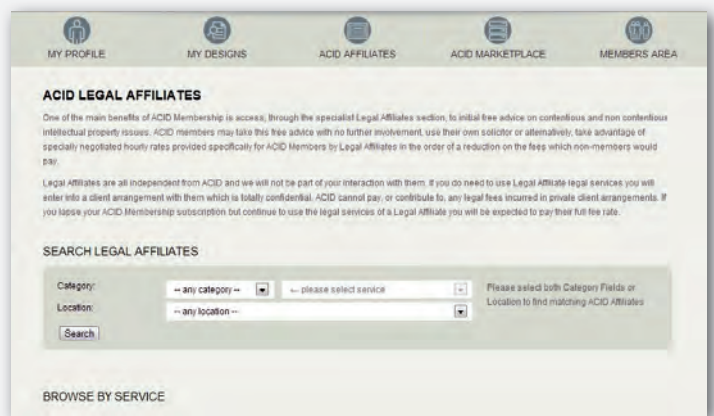 MY PROFILE MY DESIGNS ACID AFFILIATES ACID MARKETPLACE MEMBERS AREA
ACID LEGAL AFFILIATES
One of the main benefits of ACID Membership is access, through the specialist Legal Affiliates section, to initial free advice on contentious and non contentious
intellectual property issues. ACID members may take this free advice with no further involvement, use their own solicitor or alternatively, take advantage of
specially negotiated hourly rates provided specifically for ACID Members by Legal Affiliates in the order of a reduction on the fees which non-members would
pay.
Legal Affiliates are all independent from ACID and we will not be part of your interaction with them. If you do need to use Legal Affiliate legal services you will
enter into a client arrangement with them which is totally confidential. ACID cannot pay, or contribute to, any legal fees incurred in private client arrangements. If
you lapse your ACID Membership subscription but continue to use the legal services of a Legal Affiliate you will be expected to pay their full fee rate.
SEARCH LEGAL AFFILIATES
Category: -- any category -- <-- please select service Please select both Category Fields or
Location: -- any location -- Location to find matching ACID Affiliates
Search
BROWSE BY SERVICE